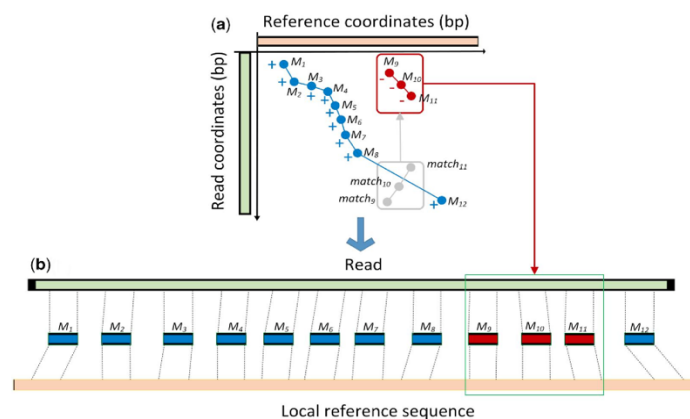 (a)
Reference coordinates (bp)
Read coordinates (bp)
+ M1
+ M2
M3 +
M4 +
M5 +
M6 +
M7 +
M8 +
M9 -
M10 -
M11 -
match11
match10
match9
M12 +
(b)
Read
M1 M2 M3 M4 M5 M6 M7 M8 M9 M10 M11 M12
Local reference sequence